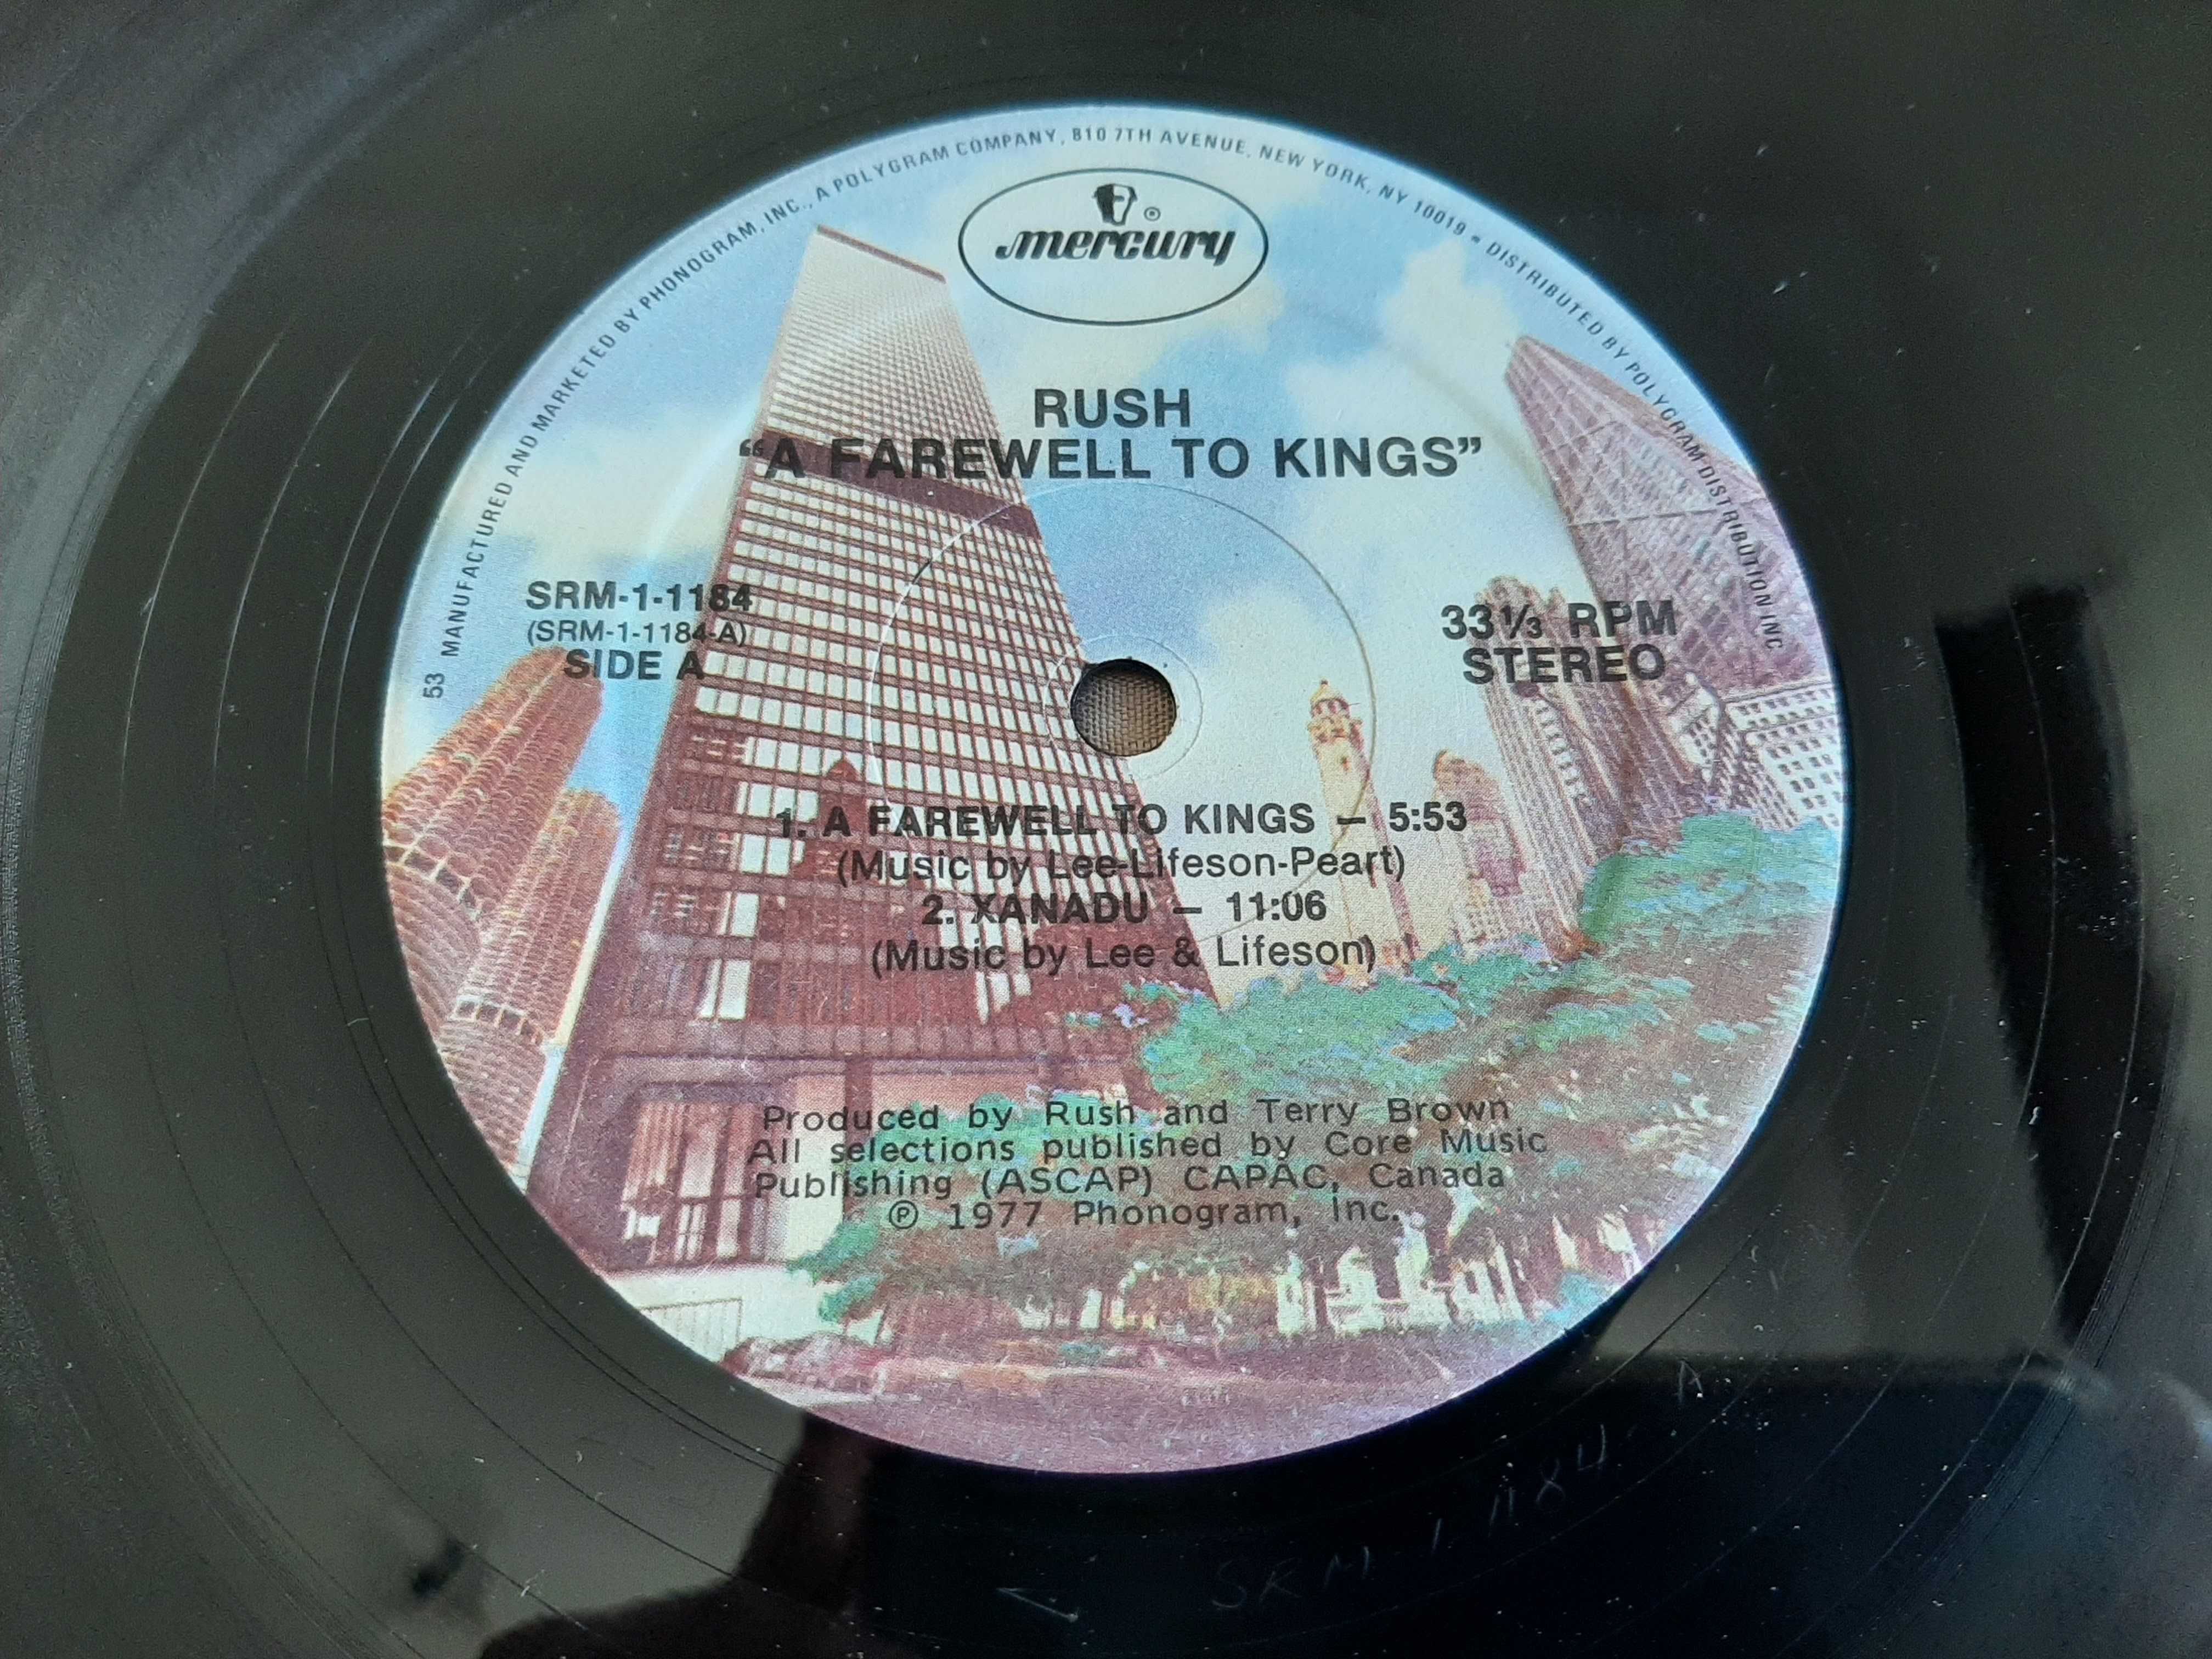 53 MANUFACTURED AND MARKETED BY PHONOGRAM, INC., A POLYGRAM COMPANY, 810 7TH AVENUE, NEW YORK, NY 10019 • DISTRIBUTED BY POLYGRAM DISTRIBUTION INC
®
mercury
RUSH
“A FAREWELL TO KINGS”
SRM-1-1184
(SRM-1-1184-A)
SIDE A
33⅓ RPM
STEREO
1. A FAREWELL TO KINGS — 5:53
(Music by Lee-Lifeson-Peart)
2. XANADU — 11:06
(Music by Lee & Lifeson)
Produced by Rush and Terry Brown
All selections published by Core Music
Publishing (ASCAP) CAPAC, Canada
℗ 1977 Phonogram, Inc.
SRM-1-1184 A